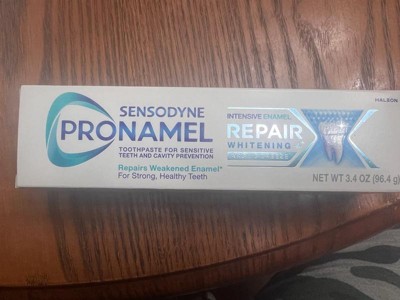 HALEON
SENSODYNE
PRONAMEL
TOOTHPASTE FOR SENSITIVE
TEETH AND CAVITY PREVENTION
Repairs Weakened Enamel*
For Strong, Healthy Teeth
INTENSIVE ENAMEL
REPAIR
WHITENING
NET WT 3.4 OZ (96.4 g)